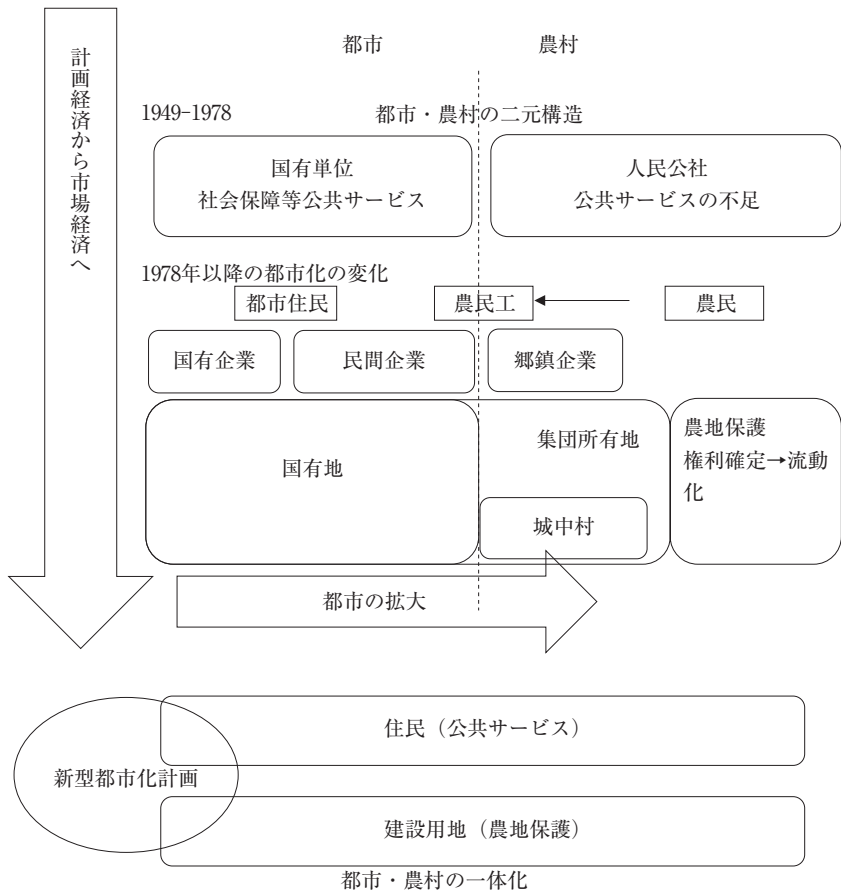 都市
農村
計画経済から市場経済へ
1949-1978
都市・農村の二元構造
国有単位
社会保障等公共サービス
人民公社
公共サービスの不足
1978年以降の都市化の変化
都市住民
農民工
農民
国有企業
民間企業
郷鎮企業
国有地
集団所有地
城中村
農地保護
権利確定→流動
化
都市の拡大
新型都市化計画
住民（公共サービス）
建設用地（農地保護）
都市・農村の一体化